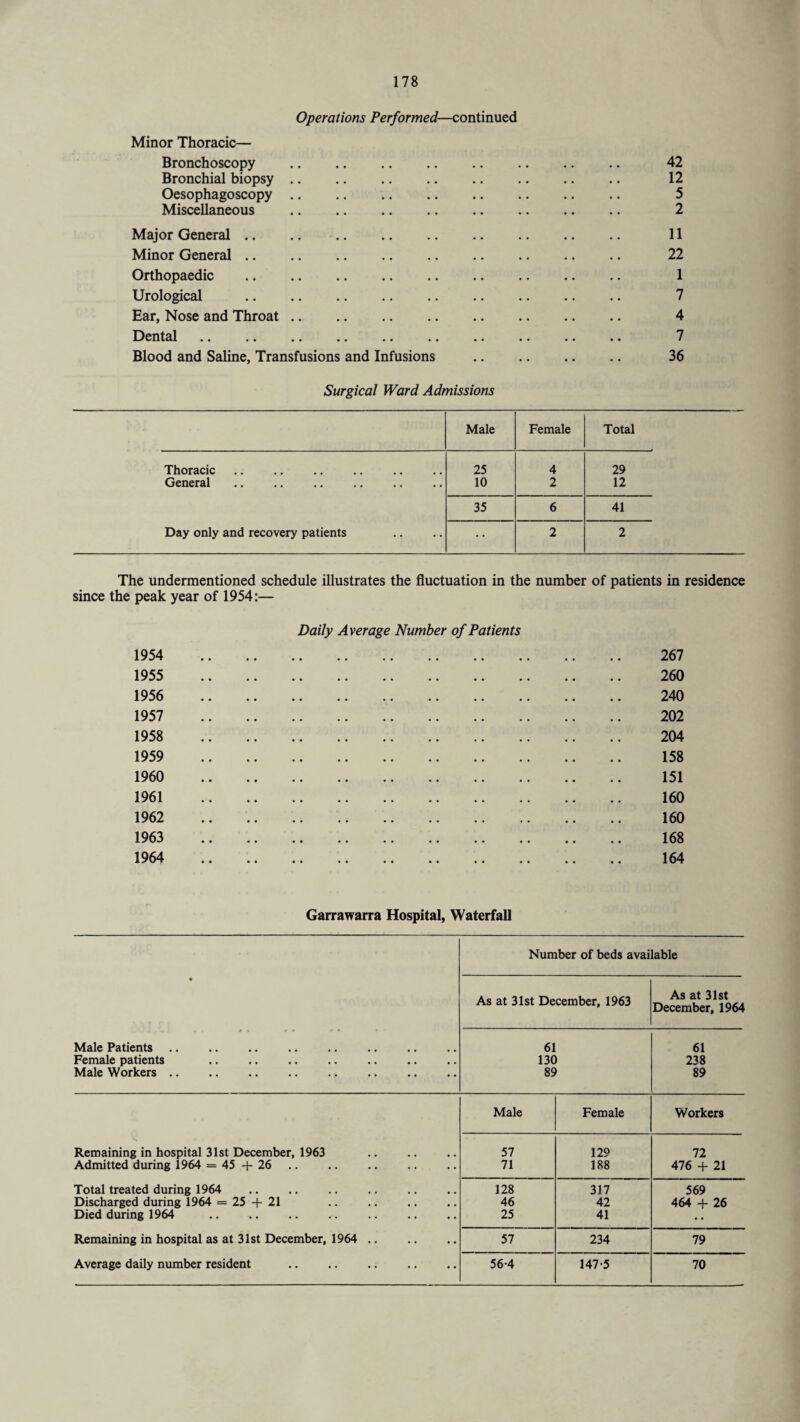 178
Operations Performed—continued
Minor Thoracic—
Bronchoscopy .. .. .. .. .. .. .. .. 42
Bronchial biopsy .. .. .. .. .. .. .. .. 12
Oesophagoscopy .. .. .. .. .. .. .. .. 5
Miscellaneous .. .. .. .. .. .. .. .. 2
Major General .. .. .. .. .. .. .. .. .. 11
Minor General .. .. .. .. .. .. .. .. .. 22
Orthopaedic .. .. .. .. .. .. .. .. .. 1
Urological .. .. .. .. .. .. .. .. .. 7
Ear, Nose and Throat .. .. .. .. .. .. .. .. 4
Dental .. .. .. .. .. .. .. .. .. .. 7
Blood and Saline, Transfusions and Infusions .. .. .. .. 36
Surgical Ward Admissions
Male Female Total
Thoracic .. .. .. .. .. .. 25 4 29
General .. .. .. .. .. .. 10 2 12
35 6 41
Day only and recovery patients .. .. .. 2 2
The undermentioned schedule illustrates the fluctuation in the number of patients in residence
since the peak year of 1954:—
Daily Average Number of Patients
1954 .. .. .. .. .. .. .. .. .. .. 267
1955 .. .. .. .. .. .. .. .. .. .. 260
1956 .. .. .. .. .. .. .. .. .. .. 240
1957 .. .. .. .. .. .. .. .. .. .. 202
1958 .. .. .. .. .. .. .. .. .. .. 204
1959 .. .. .. .. .. .. .. .. .. .. 158
1960 .. .. .. .. .. .. .. .. .. .. 151
1961 .. .. .. .. .. .. .. .. .. .. 160
1962 .. .. .. .. .. .. .. .. .. .. 160
1963 .. .. .. .. .. .. .. .. .. .. 168
1964 .. .. .. .. .. .. .. .. .. .. 164
Garrawarra Hospital, Waterfall
Number of beds available
As at 31st December, 1963 As at 31st
December, 1964
Male Patients .. .. .. .. .. .. .. .. 61 61
Female patients .. .. .. .. .. .. .. 130 238
Male Workers .. .. .. .. .. .. .. .. 89 89
Male Female Workers
Remaining in hospital 31st December, 1963 .. .. .. 57 129 72
Admitted during 1964 = 45 + 26 .. .. .. .. .. 71 188 476 + 21
Total treated during 1964 .. .. .. .. .. .. 128 317 569
Discharged during 1964 = 25 + 21 .. .. .. .. 46 42 464 + 26
Died during 1964 .. .. .. .. .. .. .. 25 41 ..
Remaining in hospital as at 31st December, 1964 .. .. .. 57 234 79
Average daily number resident .. .. .. .. .. 56·4 147·5 70